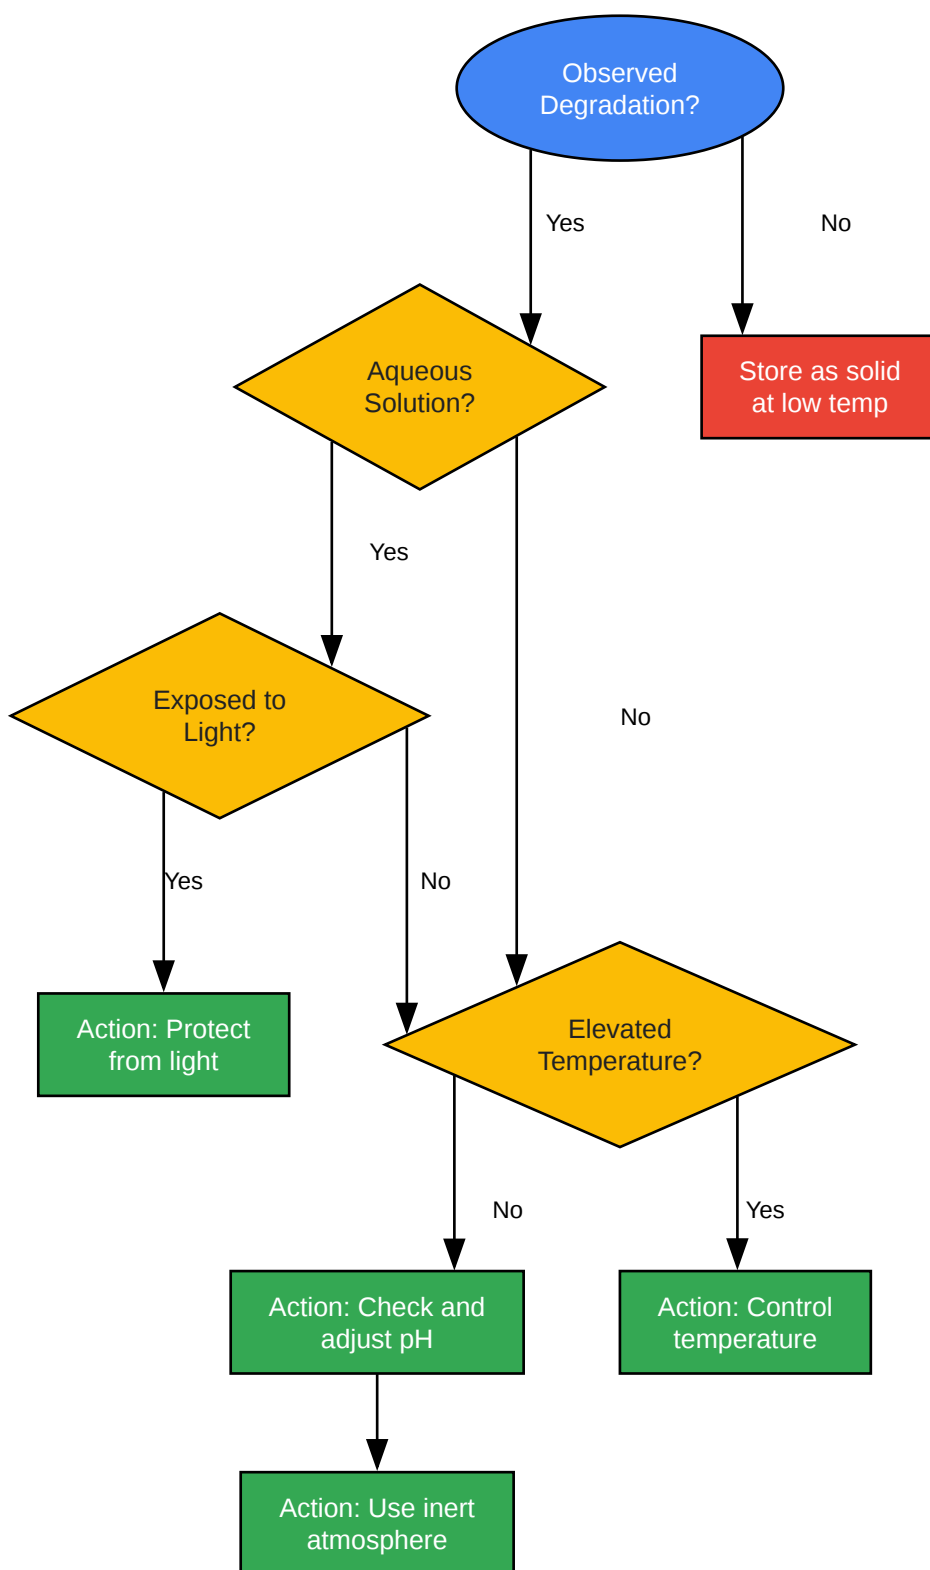 Observed
Degradation?
Yes
No
Aqueous
Solution?
Store as solid
at low temp
Yes
Exposed to
Light?
No
Yes
No
Action: Protect
from light
Elevated
Temperature?
No
Yes
Action: Check and
adjust pH
Action: Control
temperature
Action: Use inert
atmosphere